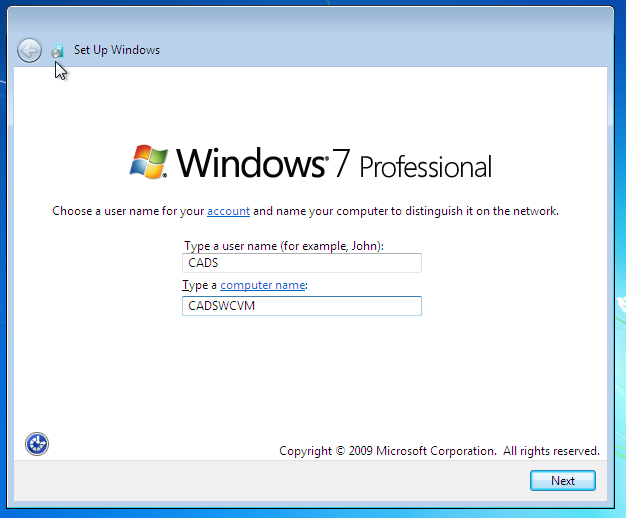 Set Up Windows
Windows 7 Professional
Choose a user name for your account and name your computer to distinguish it on the network.
Type a user name (for example, John):
CADS
Type a computer name:
CADSWCVM
Copyright © 2009 Microsoft Corporation. All rights reserved.
Next